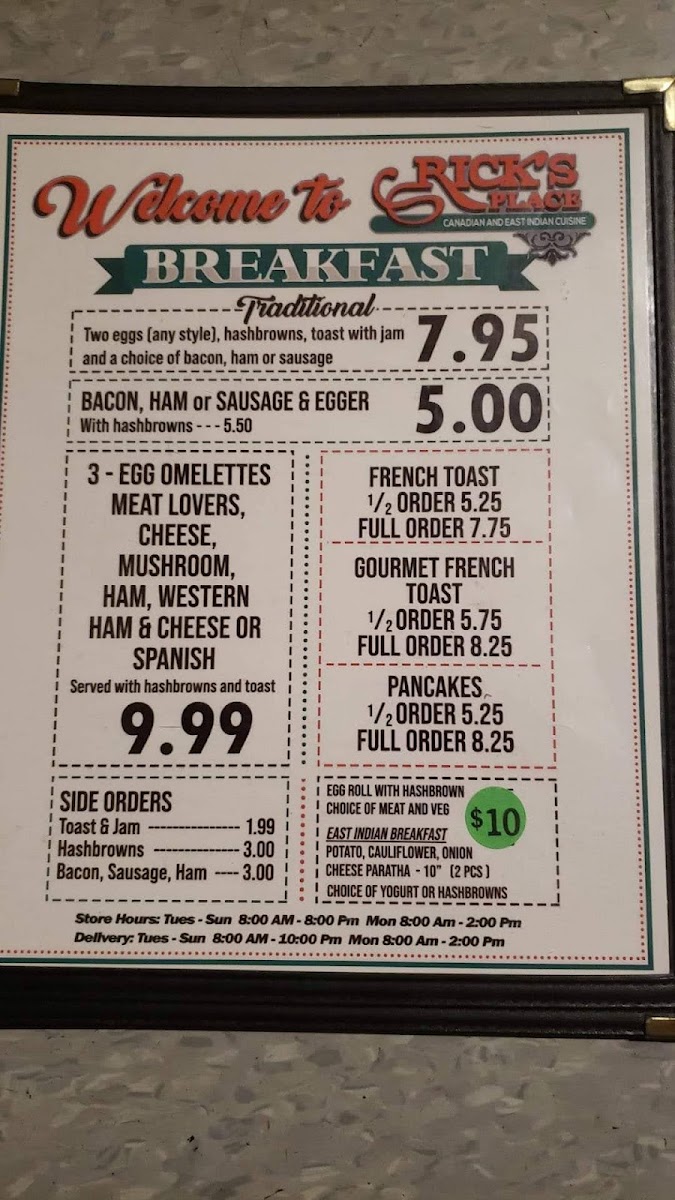 Welcome to RICK'S PLACE
CANADIAN AND EAST INDIAN CUISINE
BREAKFAST
Traditional
Two eggs (any style), hashbrowns, toast with jam
and a choice of bacon, ham or sausage
7.95
BACON, HAM or SAUSAGE & EGGER
With hashbrowns - - - 5.50
5.00
3 - EGG OMELETTES
MEAT LOVERS,
CHEESE,
MUSHROOM,
HAM, WESTERN
HAM & CHEESE OR
SPANISH
Served with hashbrowns and toast
9.99
FRENCH TOAST
1/2 ORDER 5.25
FULL ORDER 7.75
GOURMET FRENCH
TOAST
1/2 ORDER 5.75
FULL ORDER 8.25
PANCAKES
1/2 ORDER 5.25
FULL ORDER 8.25
SIDE ORDERS
Toast & Jam --------------- 1.99
Hashbrowns -------------- 3.00
Bacon, Sausage, Ham ---- 3.00
EGG ROLL WITH HASHBROWN
CHOICE OF MEAT AND VEG
$10
EAST INDIAN BREAKFAST
POTATO, CAULIFLOWER, ONION
CHEESE PARATHA - 10" (2 PCS)
CHOICE OF YOGURT OR HASHBROWNS
Store Hours: Tues - Sun 8:00 AM - 8:00 Pm Mon 8:00 Am - 2:00 Pm
Delivery: Tues - Sun 8:00 AM - 10:00 Pm Mon 8:00 Am - 2:00 Pm